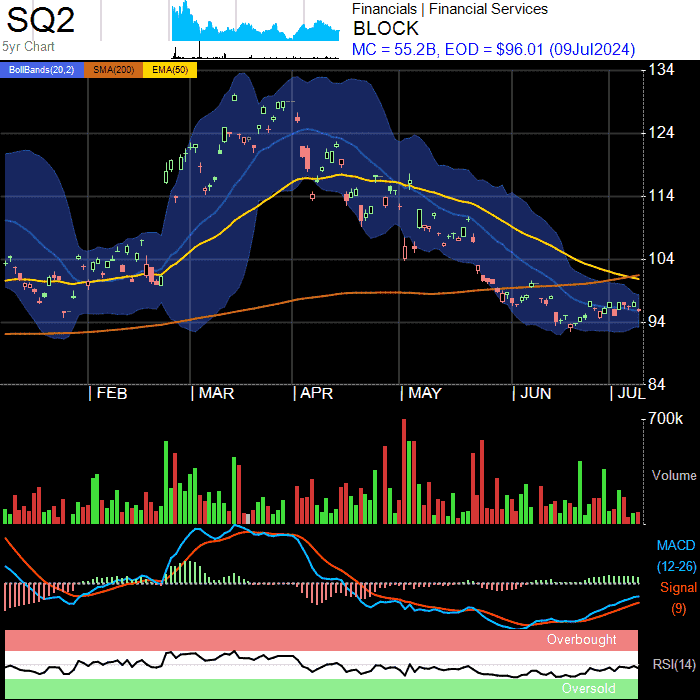 SQ2
5yr Chart
Financials | Financial Services
BLOCK
MC = 55.2B, EOD = $96.01 (09Jul2024)
BollBands(20,2) SMA(200) EMA(50)
134
124
114
104
94
84
| FEB | MAR | APR | MAY | JUN | JUL
700k
Volume
MACD
(12-26)
Signal
(9)
Overbought
RSI(14)
Oversold